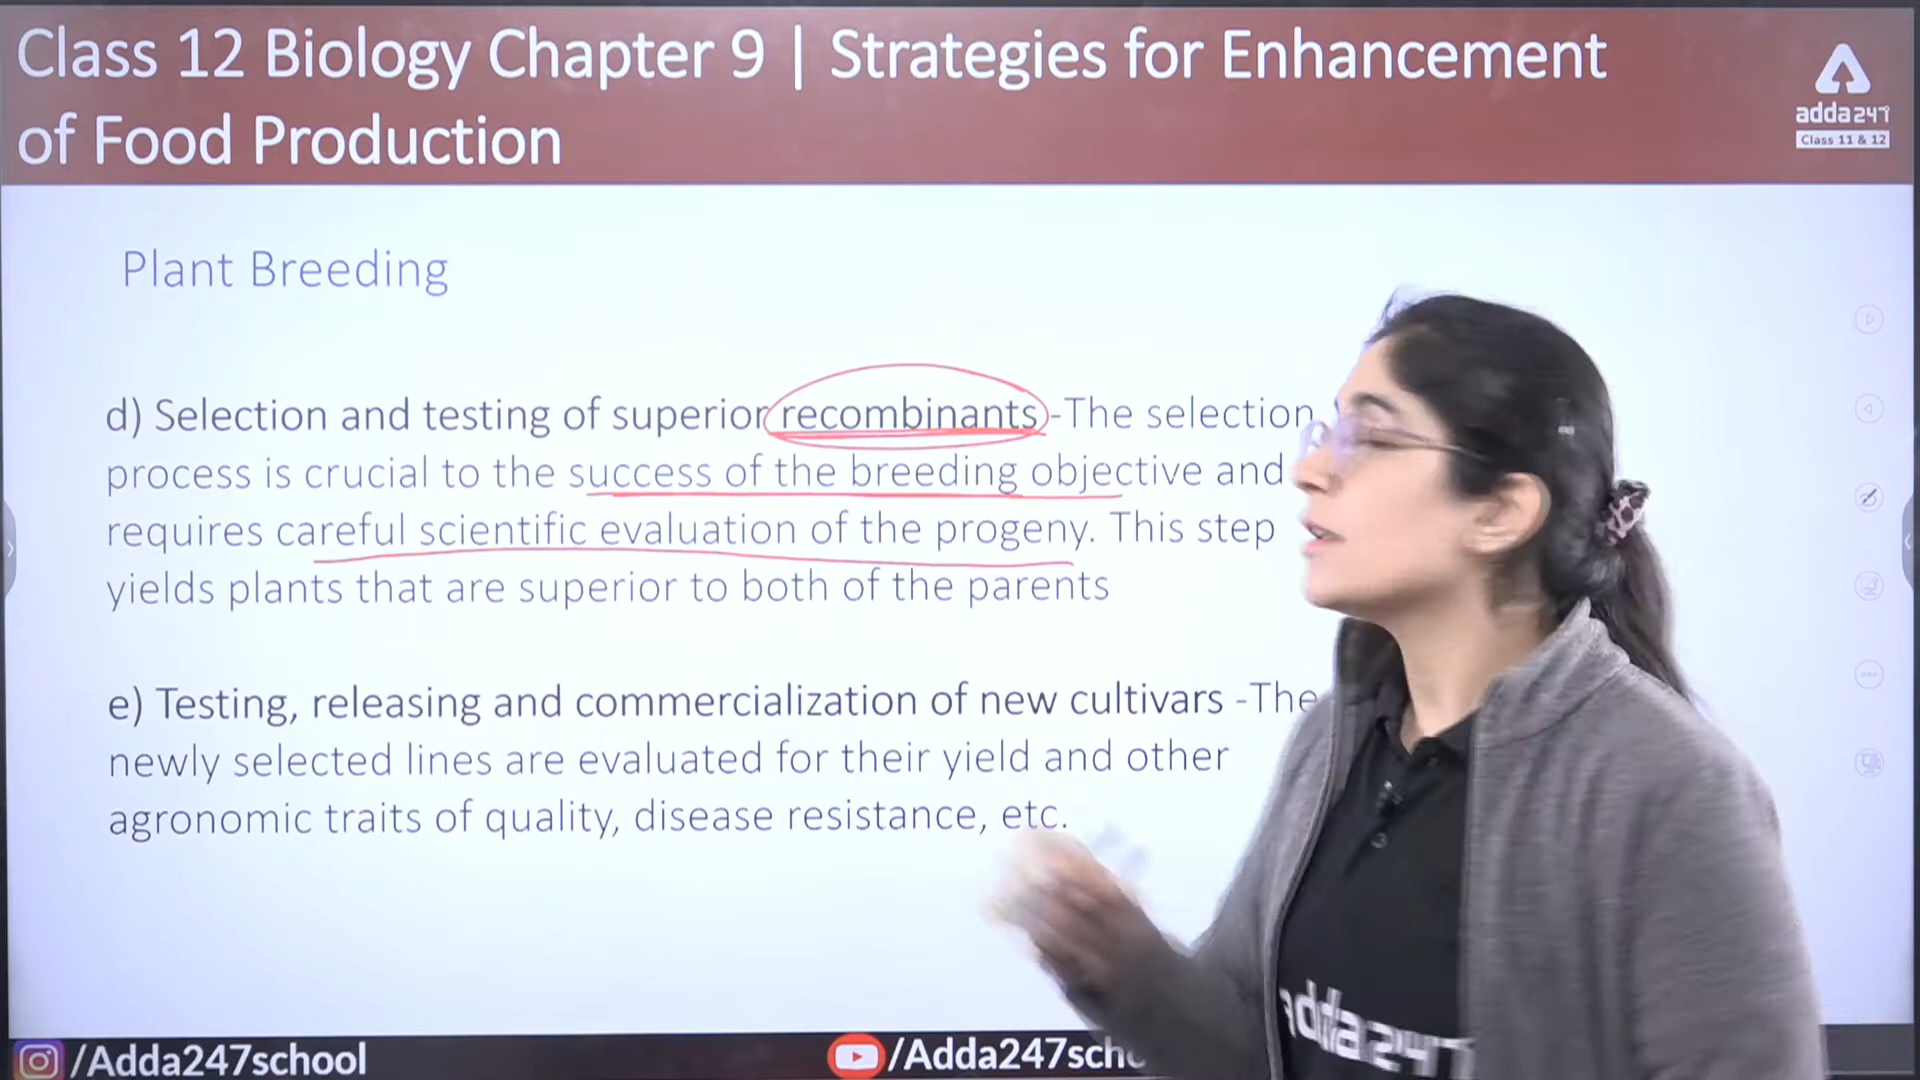 Class 12 Biology Chapter 9 | Strategies for Enhancement
of Food Production
adda247
Class 11 & 12
Plant Breeding
d) Selection and testing of superior recombinants -The selection
process is crucial to the success of the breeding objective and
requires careful scientific evaluation of the progeny. This step
yields plants that are superior to both of the parents
e) Testing, releasing and commercialization of new cultivars -The
newly selected lines are evaluated for their yield and other
agronomic traits of quality, disease resistance, etc.
adda247
/Adda247school
/Adda247scho